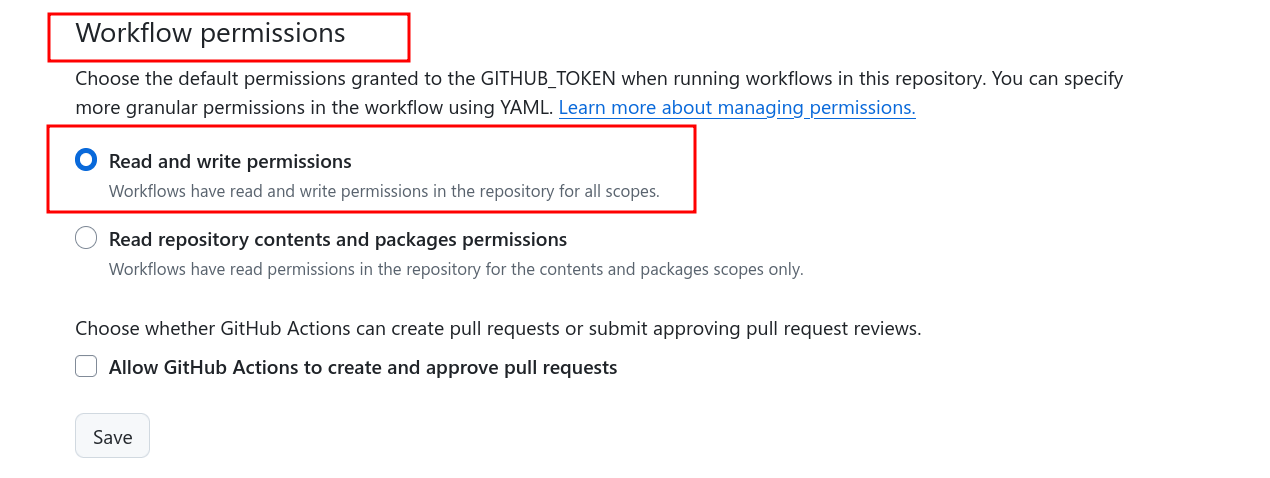 Workflow permissions
Choose the default permissions granted to the GITHUB_TOKEN when running workflows in this repository. You can specify
more granular permissions in the workflow using YAML. Learn more about managing permissions.
Read and write permissions
Workflows have read and write permissions in the repository for all scopes.
Read repository contents and packages permissions
Workflows have read permissions in the repository for the contents and packages scopes only.
Choose whether GitHub Actions can create pull requests or submit approving pull request reviews.
Allow GitHub Actions to create and approve pull requests
Save